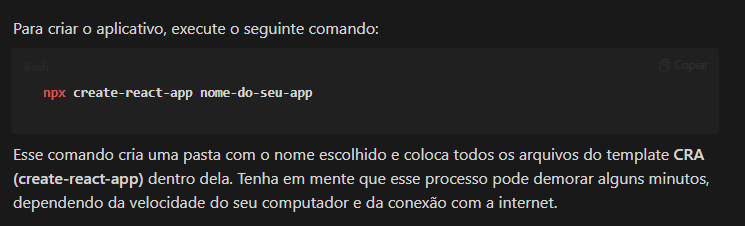 Para criar o aplicativo, execute o seguinte comando:
Bash Copiar
npx create-react-app nome-do-seu-app
Esse comando cria uma pasta com o nome escolhido e coloca todos os arquivos do template CRA
(create-react-app) dentro dela. Tenha em mente que esse processo pode demorar alguns minutos,
dependendo da velocidade do seu computador e da conexão com a internet.